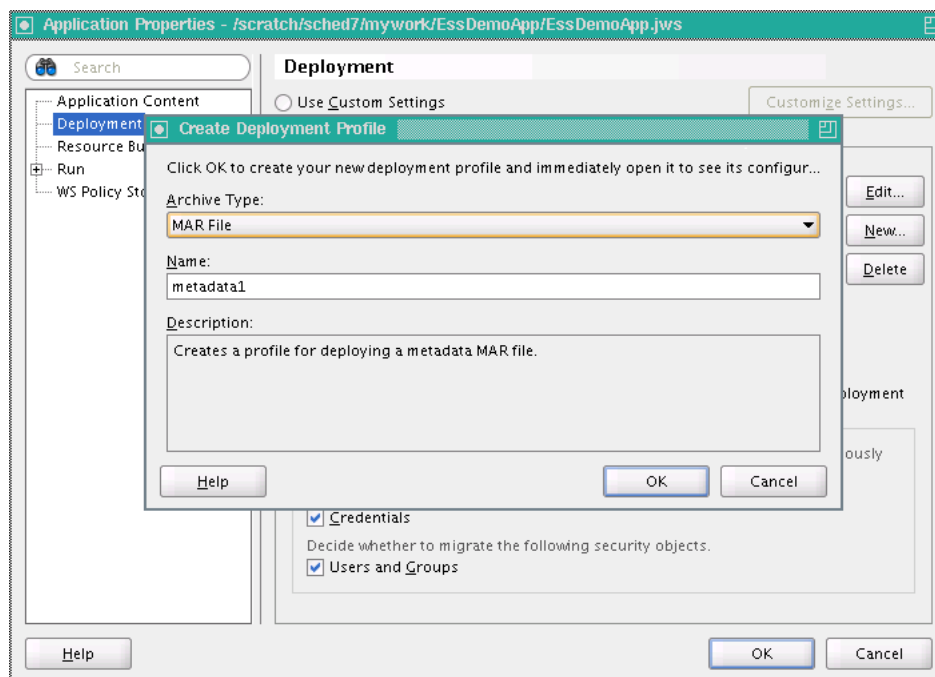 Application Properties - /scratch/sched7/mywork/EssDemoApp/EssDemoApp.jws
Search
Application Content
Deployment
Resource Bu
Run
WS Policy Sto
Deployment
Use Custom Settings
Customize Settings...
Create Deployment Profile
Click OK to create your new deployment profile and immediately open it to see its configur...
Archive Type:
MAR File
Name:
metadata1
Description:
Creates a profile for deploying a metadata MAR file.
Help
OK
Cancel
Edit...
New...
Delete
ployment
ously
Credentials
Decide whether to migrate the following security objects.
Users and Groups
Help
OK
Cancel